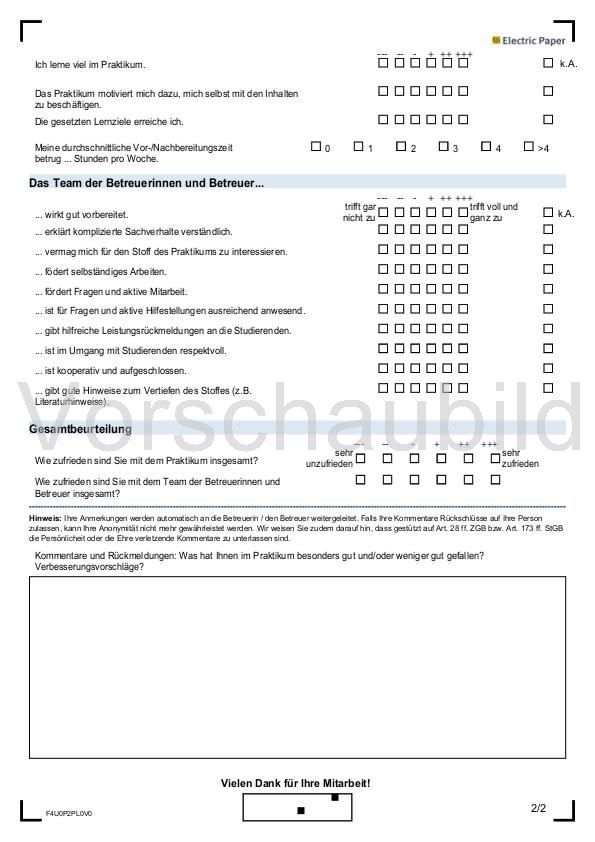 Electric Paper
--- -- - + ++ +++
Ich lerne viel im Praktikum. k.A.
Das Praktikum motiviert mich dazu, mich selbst mit den Inhalten
zu beschäftigen.
Die gesetzten Lernziele erreiche ich.
Meine durchschnittliche Vor-/Nachbereitungszeit 0 1 2 3 4 >4
betrug ... Stunden pro Woche.
Das Team der Betreuerinnen und Betreuer...
--- -- - + ++ +++
... wirkt gut vorbereitet. trifft gar nicht zu trifft voll und ganz zu k.A.
... erklärt komplizierte Sachverhalte verständlich.
... vermag mich für den Stoff des Praktikums zu interessieren.
... födert selbständiges Arbeiten.
... fördert Fragen und aktive Mitarbeit.
... ist für Fragen und aktive Hilfestellungen ausreichend anwesend.
... gibt hilfreiche Leistungsrückmeldungen an die Studierenden.
... ist im Umgang mit Studierenden respektvoll.
... ist kooperativ und aufgeschlossen.
... gibt gute Hinweise zum Vertiefen des Stoffes (z.B.
Literaturhinweise).
Vorschaubild
Gesamtbeurteilung
--- -- - + ++ +++
Wie zufrieden sind Sie mit dem Praktikum insgesamt? sehr unzufrieden sehr zufrieden
Wie zufrieden sind Sie mit dem Team der Betreuerinnen und
Betreuer insgesamt?
Hinweis: Ihre Anmerkungen werden automatisch an die Betreuerin / den Betreuer weitergeleitet. Falls Ihre Kommentare Rückschlüsse auf Ihre Person
zulassen, kann Ihre Anonymität nicht mehr gewährleistet werden. Wir weisen Sie zudem darauf hin, dass gestützt auf Art. 28 ff. ZGB bzw. Art. 173 ff. StGB
die Persönlichkeit oder die Ehre verletzende Kommentare zu unterlassen sind.
Kommentare und Rückmeldungen: Was hat Ihnen im Praktikum besonders gut und/oder weniger gut gefallen?
Verbesserungsvorschläge?
Vielen Dank für Ihre Mitarbeit!
F4U0P2PL0V0 2/2